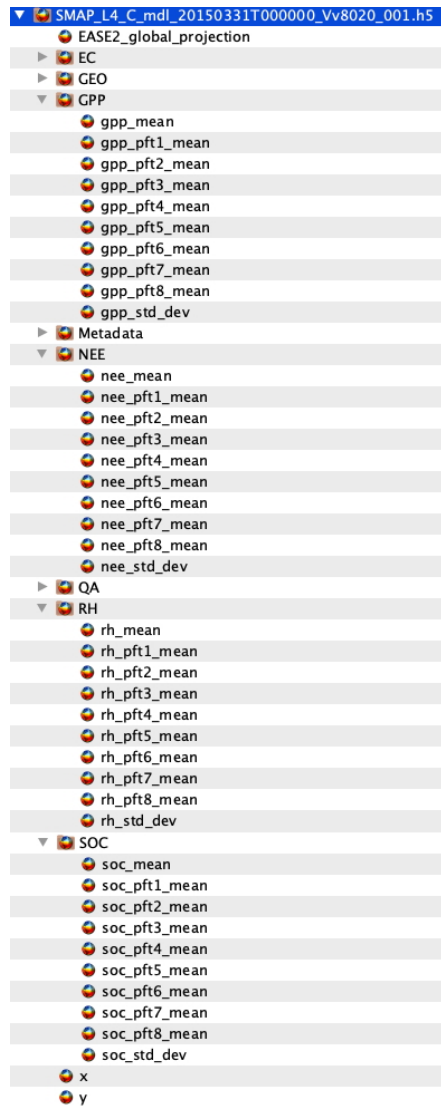 SMAP_L4_C_mdl_20150331T000000_Vv8020_001.h5
EASE2_global_projection
EC
GEO
GPP
gpp_mean
gpp_pft1_mean
gpp_pft2_mean
gpp_pft3_mean
gpp_pft4_mean
gpp_pft5_mean
gpp_pft6_mean
gpp_pft7_mean
gpp_pft8_mean
gpp_std_dev
Metadata
NEE
nee_mean
nee_pft1_mean
nee_pft2_mean
nee_pft3_mean
nee_pft4_mean
nee_pft5_mean
nee_pft6_mean
nee_pft7_mean
nee_pft8_mean
nee_std_dev
QA
RH
rh_mean
rh_pft1_mean
rh_pft2_mean
rh_pft3_mean
rh_pft4_mean
rh_pft5_mean
rh_pft6_mean
rh_pft7_mean
rh_pft8_mean
rh_std_dev
SOC
soc_mean
soc_pft1_mean
soc_pft2_mean
soc_pft3_mean
soc_pft4_mean
soc_pft5_mean
soc_pft6_mean
soc_pft7_mean
soc_pft8_mean
soc_std_dev
x
y